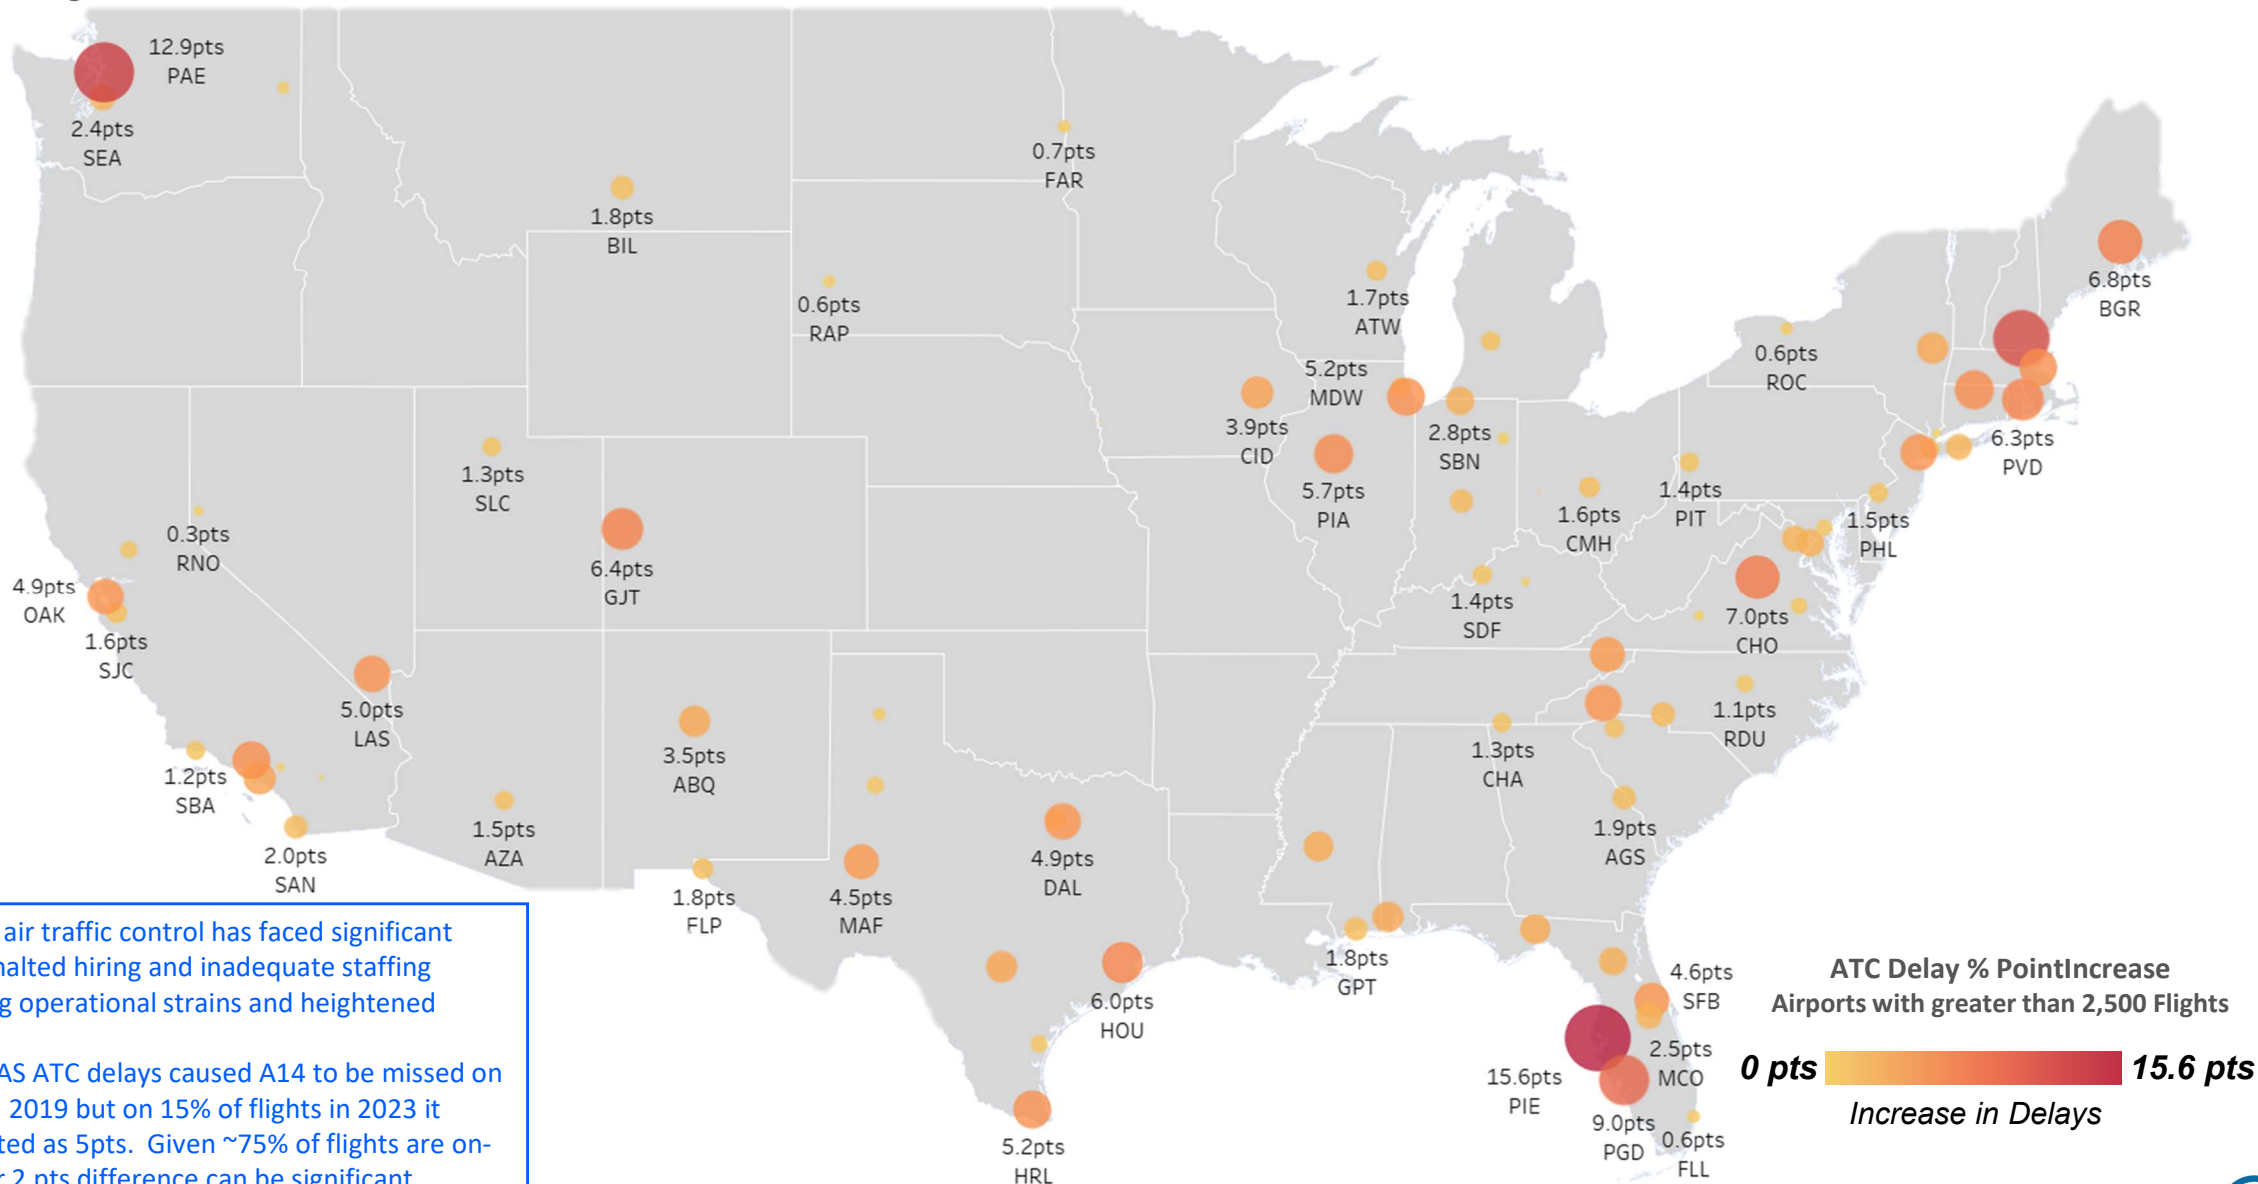 12.9pts
PAE
2.4pts
SEA
0.7pts
FAR
1.8pts
BIL
0.6pts
RAP
1.7pts
ATW
6.8pts
BGR
0.6pts
ROC
5.2pts
MDW
3.9pts
CID
2.8pts
SBN
6.3pts
PVD
1.3pts
SLC
5.7pts
PIA
1.6pts
CMH
1.4pts
PIT
1.5pts
PHL
0.3pts
RNO
6.4pts
GJT
4.9pts
OAK
1.6pts
SJC
1.4pts
SDF
7.0pts
CHO
5.0pts
LAS
1.1pts
RDU
1.2pts
SBA
3.5pts
ABQ
1.3pts
CHA
2.0pts
SAN
1.5pts
AZA
4.9pts
DAL
1.9pts
AGS
1.8pts
FLP
4.5pts
MAF
6.0pts
HOU
1.8pts
GPT
4.6pts
SFB
2.5pts
MCO
15.6pts
PIE
9.0pts
PGD
0.6pts
FLL
5.2pts
HRL
air traffic control has faced significant
halted hiring and inadequate staffing
operational strains and heightened
ATC delays caused A14 to be missed on
2019 but on 15% of flights in 2023 it
as 5pts. Given ~75% of flights are on-
2 pts difference can be significant
ATC Delay % PointIncrease
Airports with greater than 2,500 Flights
0 pts
15.6 pts
Increase in Delays